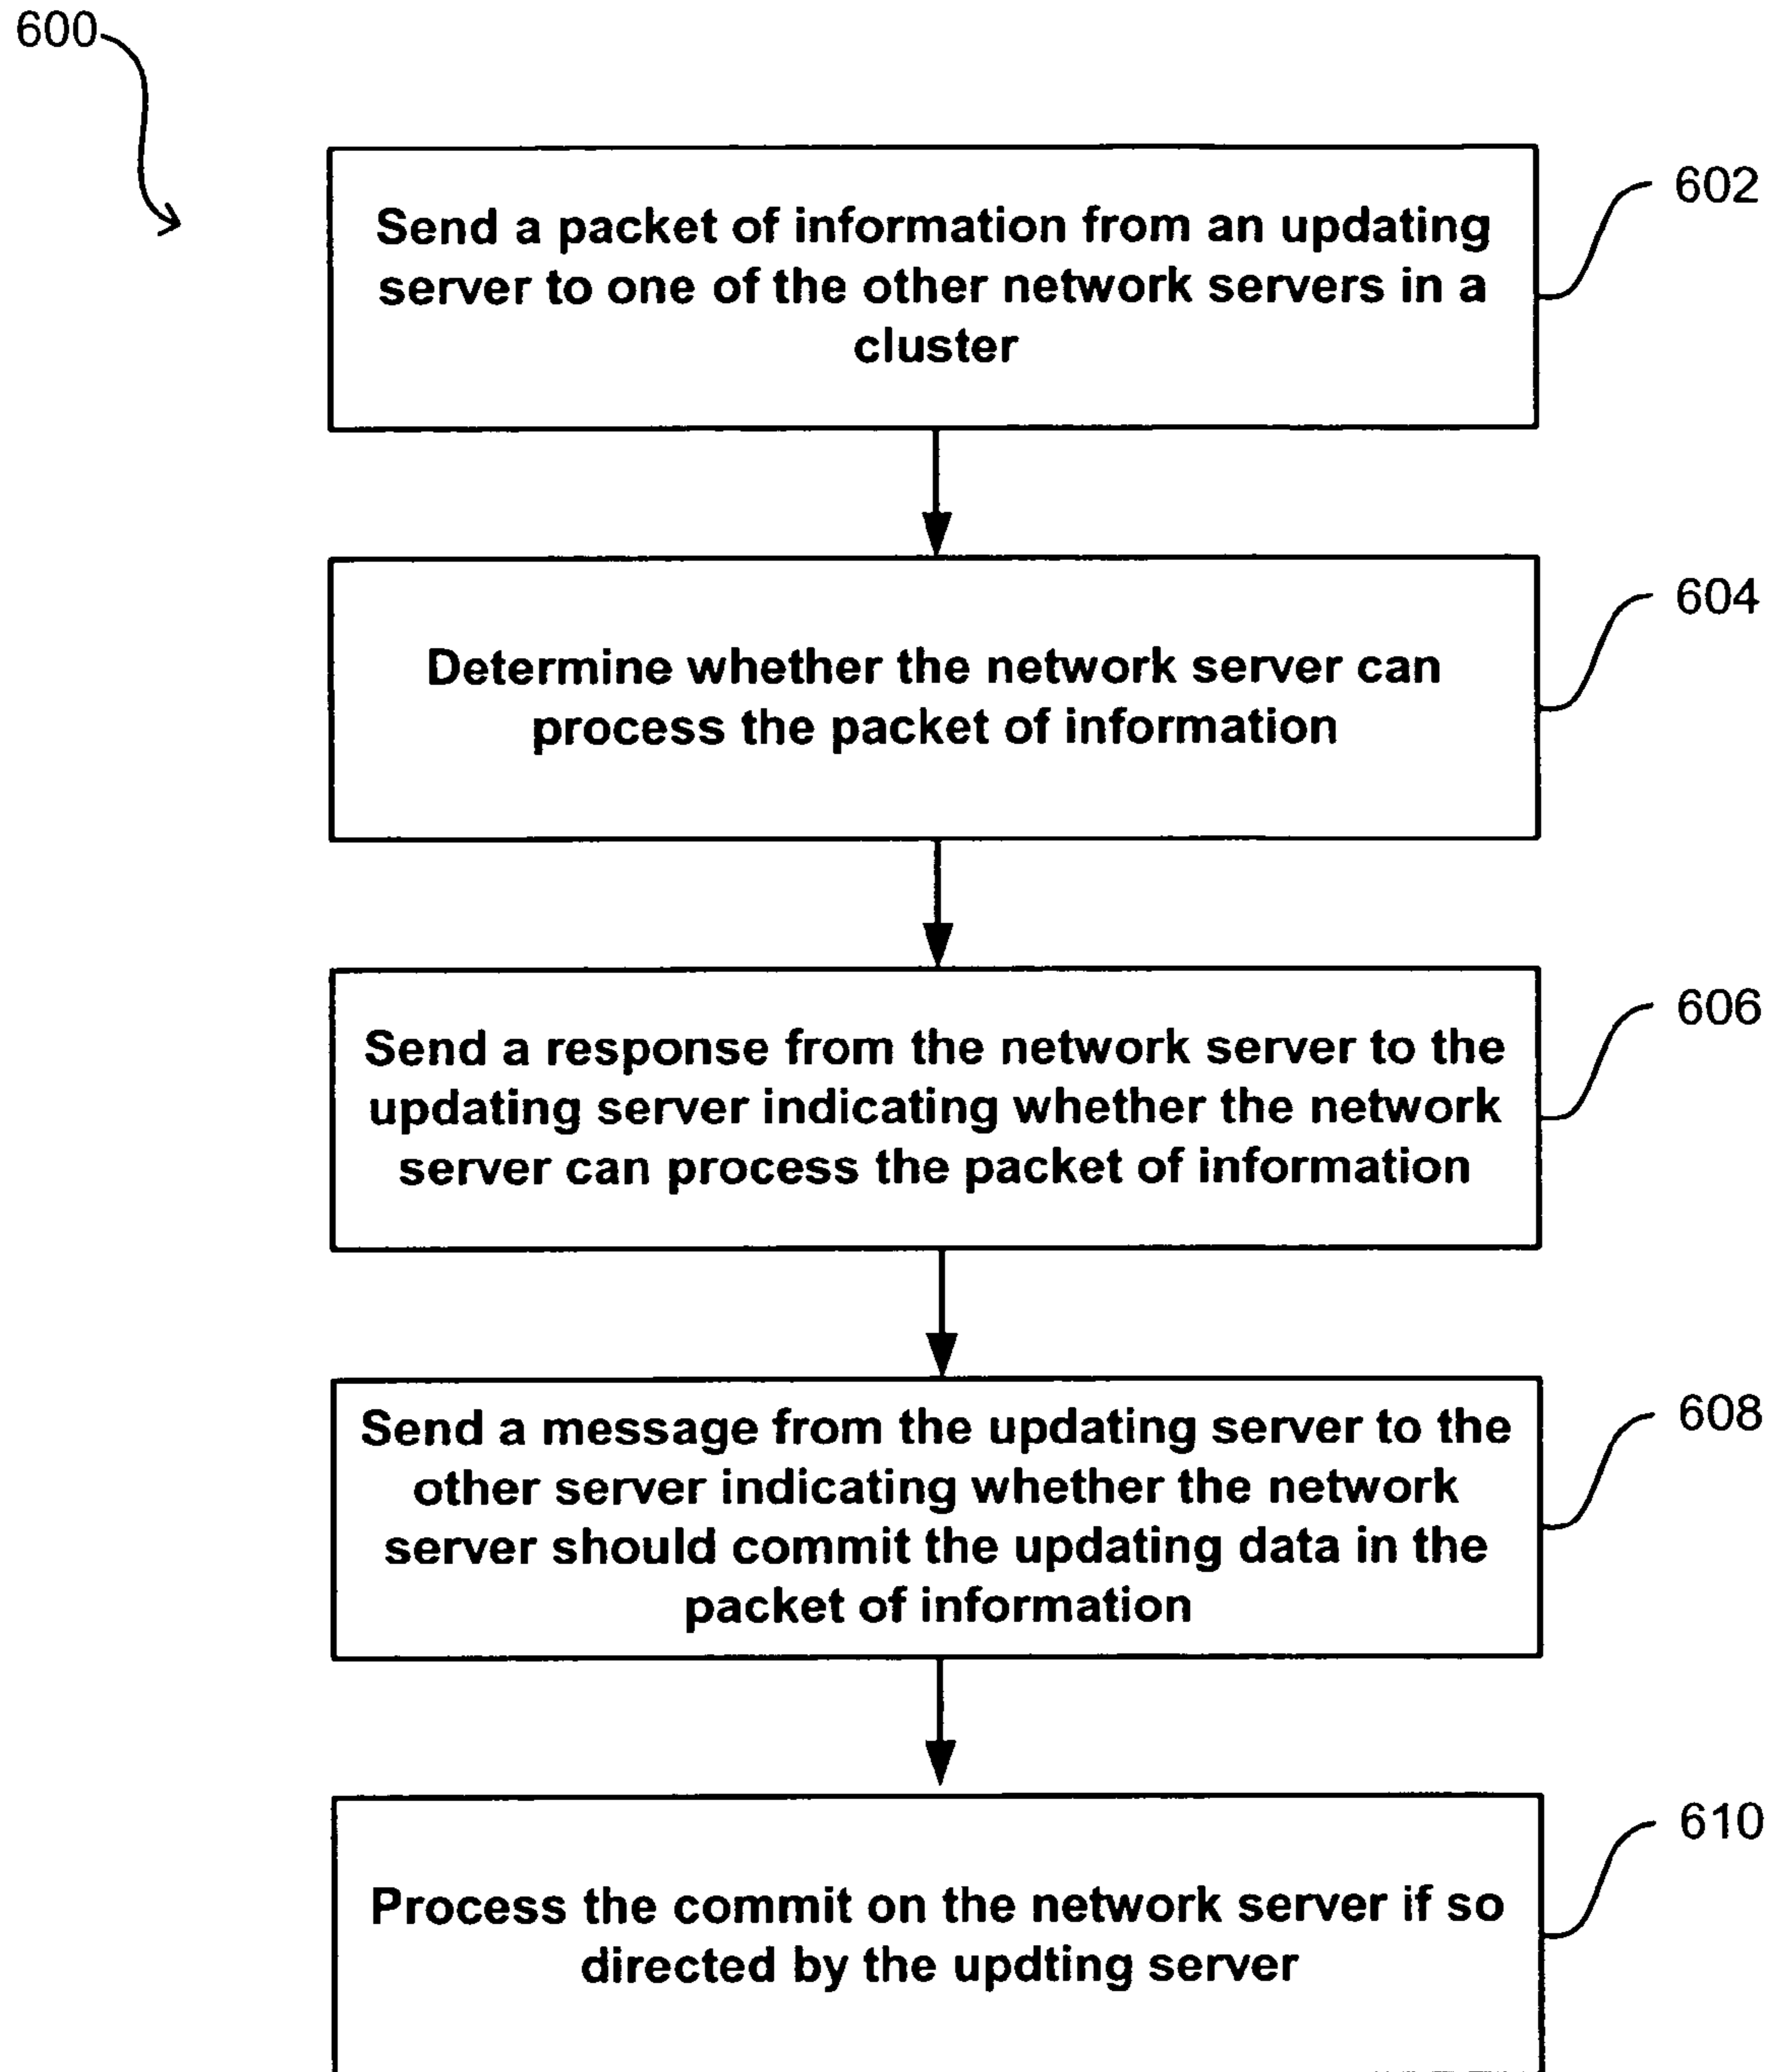 600
Send a packet of information from an updating
server to one of the other network servers in a
cluster
602
Determine whether the network server can
process the packet of information
604
Send a response from the network server to the
updating server indicating whether the network
server can process the packet of information
606
Send a message from the updating server to the
other server indicating whether the network
server should commit the updating data in the
packet of information
608
Process the commit on the network server if so
directed by the updting server
610